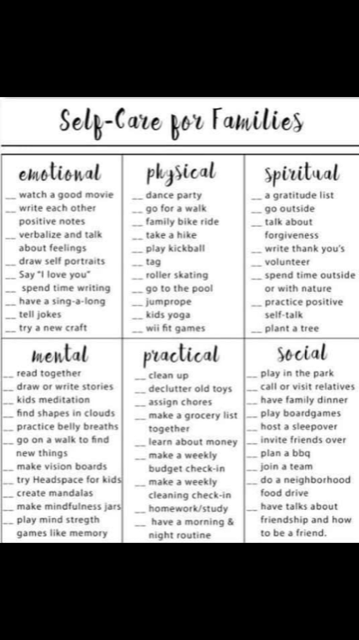 Self-Care for Families
emotional
__ watch a good movie
__ write each other
positive notes
__ verbalize and talk
about feelings
__ draw self portraits
__ Say "I love you"
__ spend time writing
__ have a sing-a-long
__ tell jokes
__ try a new craft
physical
__ dance party
__ go for a walk
__ family bike ride
__ take a hike
__ play kickball
__ tag
__ roller skating
__ go to the pool
__ jumprope
__ kids yoga
__ wii fit games
spiritual
__ a gratitude list
__ go outside
__ talk about
forgiveness
__ write thank you's
__ volunteer
__ spend time outside
or with nature
__ practice positive
self-talk
__ plant a tree
mental
__ read together
__ draw or write stories
__ kids meditation
__ find shapes in clouds
__ practice belly breaths
__ go on a walk to find
new things
__ make vision boards
__ try Headspace for kids
__ create mandalas
__ make mindfulness jars
__ play mind stregth
games like memory
practical
__ clean up
__ declutter old toys
__ assign chores
__ make a grocery list
together
__ learn about money
__ make a weekly
budget check-in
__ make a weekly
cleaning check-in
__ homework/study
__ have a morning &
night routine
social
__ play in the park
__ call or visit relatives
__ have family dinner
__ play boardgames
__ host a sleepover
__ invite friends over
__ plan a bbq
__ join a team
__ do a neighborhood
food drive
__ have talks about
friendship and how
to be a friend.